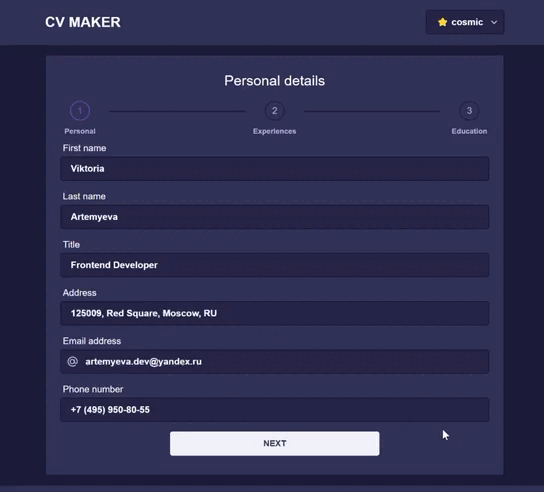 CV MAKER
⭐ cosmic
Personal details
1
2
3
Personal
Experiences
Education
First name
Viktoria
Last name
Artemyeva
Title
Frontend Developer
Address
125009, Red Square, Moscow, RU
Email address
@ artemyeva.dev@yandex.ru
Phone number
+7 (495) 950-80-55
NEXT